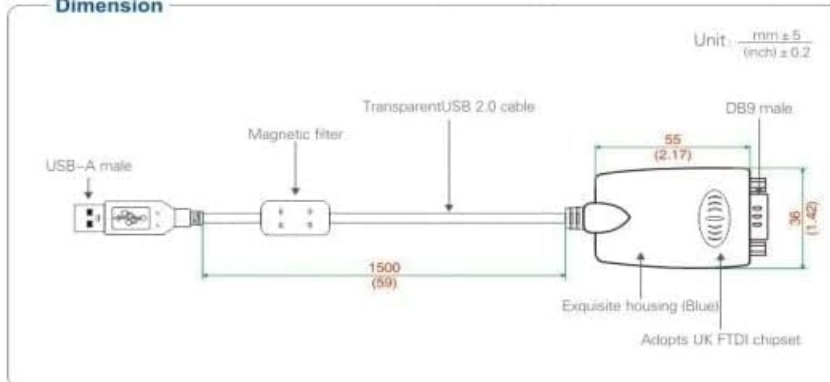 Dimension
Unit: mm ± 5
(inch) ± 0.2
TransparentUSB 2.0 cable
DB9 male
Magnetic filter
55
(2.17)
USB-A male
36
(1.42)
1500
(59)
Exquisite housing (Blue)
Adopts UK FTDI chipset